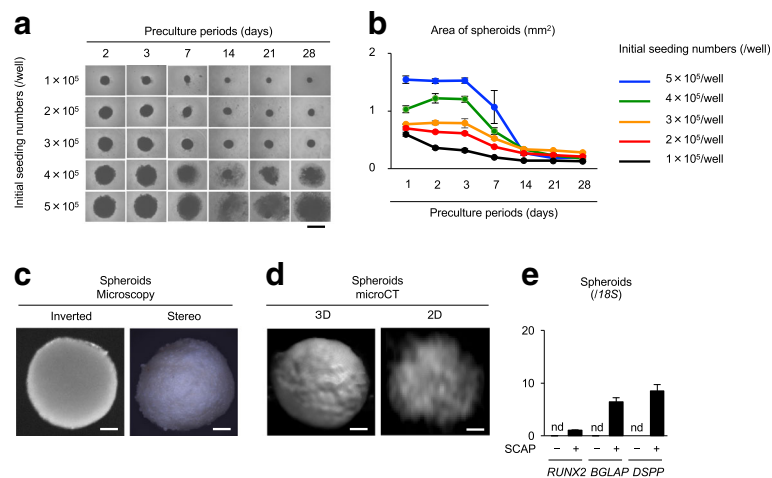 a
Preculture periods (days)
2 3 7 14 21 28
Initial seeding numbers (/well)
1×10⁵
2×10⁵
3×10⁵
4×10⁵
5×10⁵
b
Area of spheroids (mm²)
2
1
0
1 2 3 7 14 21 28
Preculture periods (days)
Initial seeding numbers (/well)
5×10⁵/well
4×10⁵/well
3×10⁵/well
2×10⁵/well
1×10⁵/well
c
Spheroids
Microscopy
Inverted Stereo
d
Spheroids
microCT
3D 2D
e
Spheroids
(/18S)
20
10
0
nd nd nd
SCAP − + − + − +
RUNX2 BGLAP DSPP